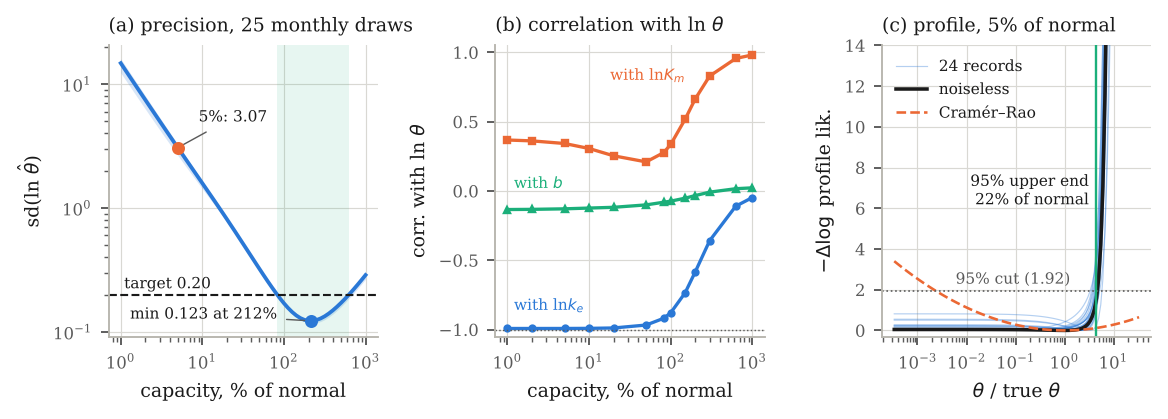 (a) precision, 25 monthly draws
sd(ln θ̂)
10¹
10⁰
10⁻¹
5%: 3.07
target 0.20
min 0.123 at 212%
10⁰ 10¹ 10² 10³
capacity, % of normal
(b) correlation with ln θ
corr. with ln θ
1.0
0.5
0.0
−0.5
−1.0
with lnKₘ
with b
with lnkₑ
10⁰ 10¹ 10² 10³
capacity, % of normal
(c) profile, 5% of normal
−Δlog profile lik.
14
12
10
8
6
4
2
0
24 records
noiseless
Cramér–Rao
95% upper end
22% of normal
95% cut (1.92)
10⁻³ 10⁻² 10⁻¹ 10⁰ 10¹
θ / true θ